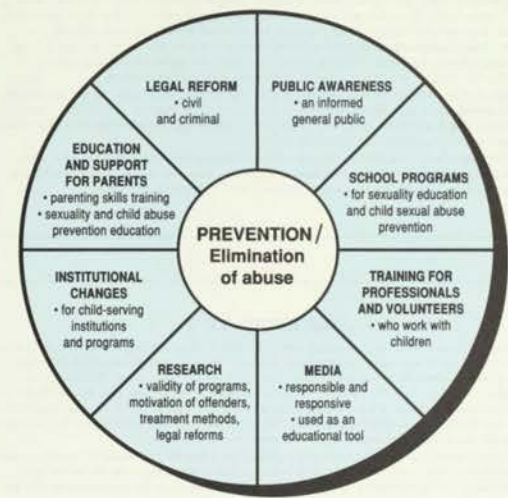 LEGAL REFORM
• civil
and criminal
PUBLIC AWARENESS
• an informed
general public
SCHOOL PROGRAMS
• for sexuality education
and child sexual abuse
prevention
TRAINING FOR
PROFESSIONALS
AND VOLUNTEERS
• who work with
children
MEDIA
• responsible and
responsive
• used as an
educational tool
RESEARCH
• validity of programs,
motivation of offenders,
treatment methods,
legal reforms
INSTITUTIONAL
CHANGES
• for child-serving
institutions
and programs
EDUCATION
AND SUPPORT
FOR PARENTS
• parenting skills training
• sexuality and child abuse
prevention education
PREVENTION/
Elimination
of abuse